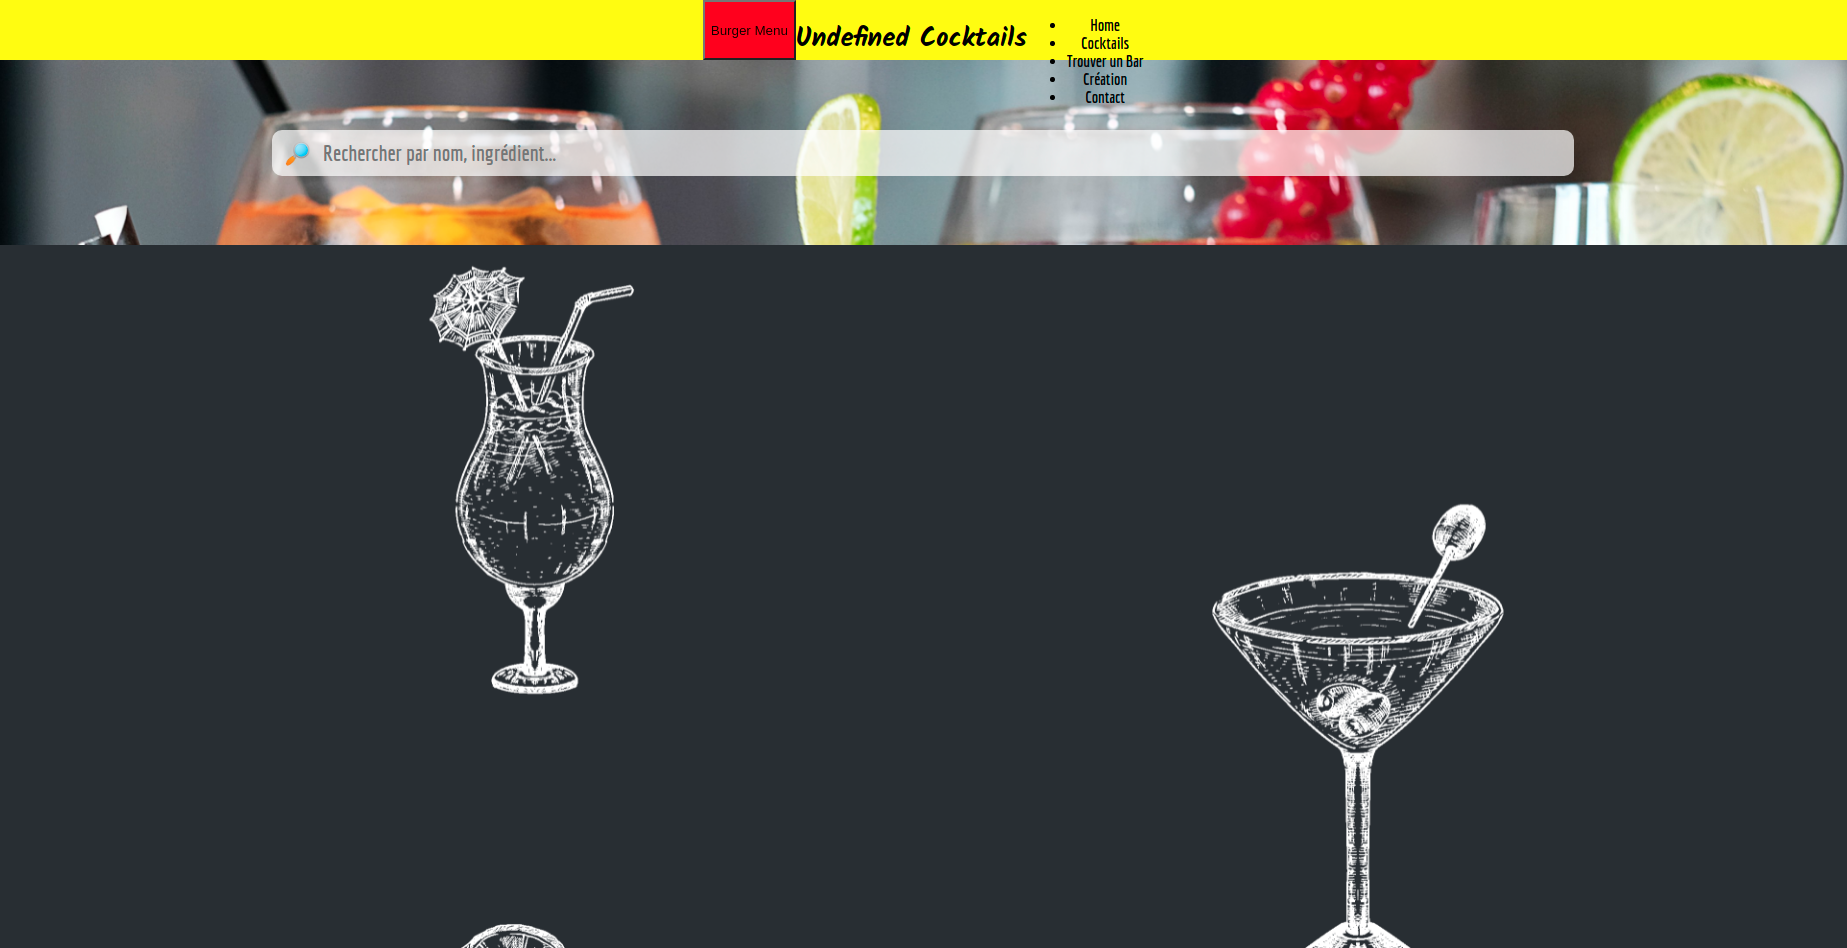 Burger Menu
Undefined Cocktails
Home
Cocktails
Trouver un Bar
Création
Contact
Rechercher par nom, ingrédient...